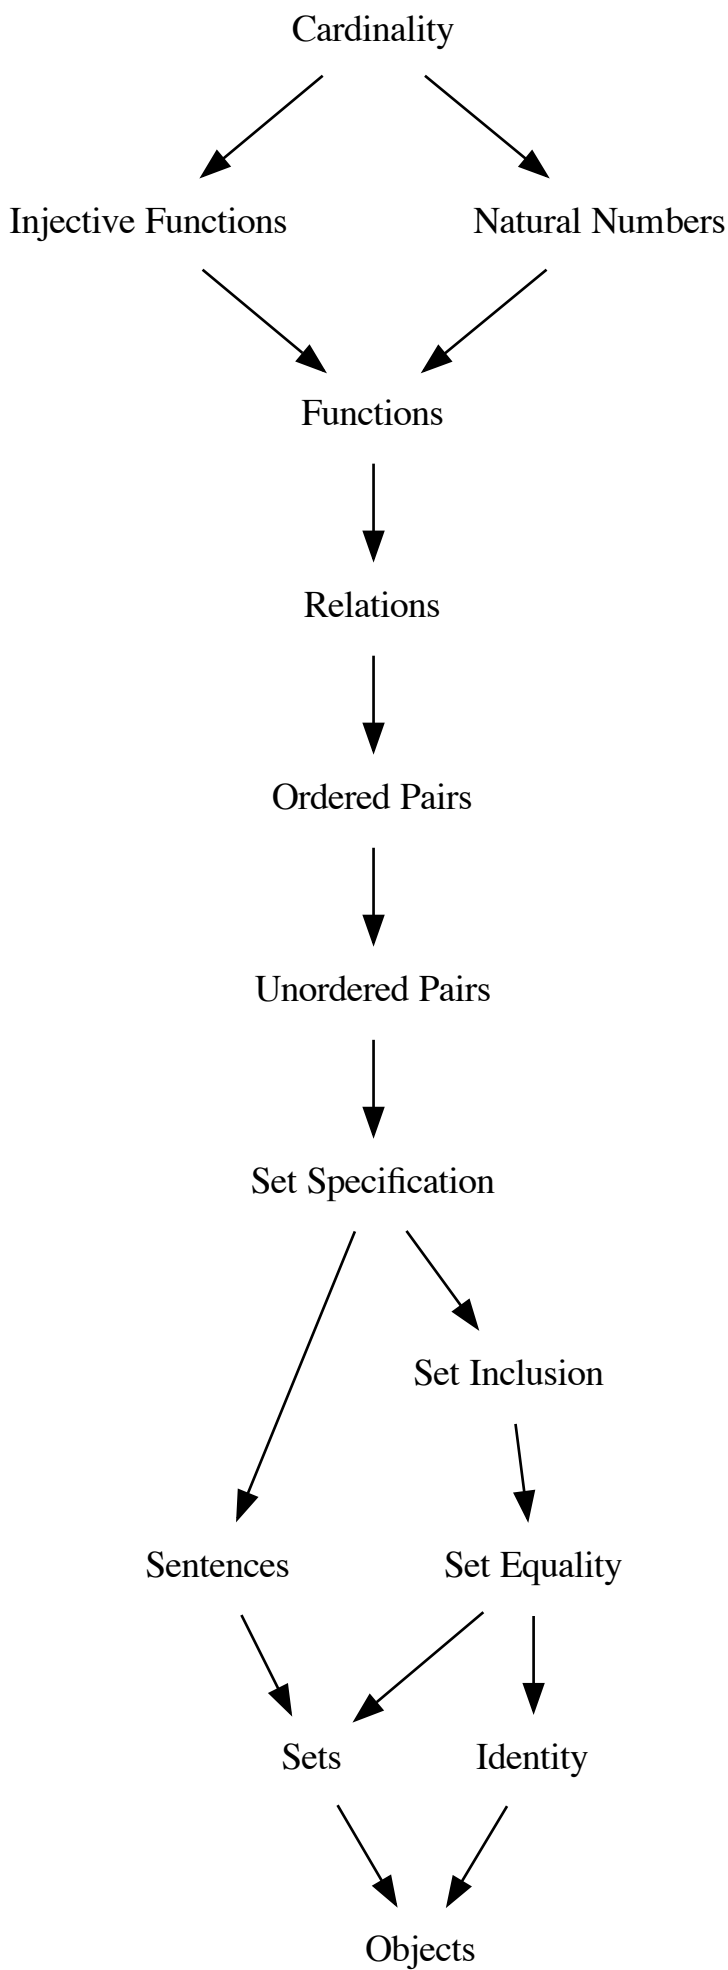 Cardinality
Injective Functions
Natural Numbers
Functions
Relations
Ordered Pairs
Unordered Pairs
Set Specification
Set Inclusion
Sentences
Set Equality
Sets
Identity
Objects